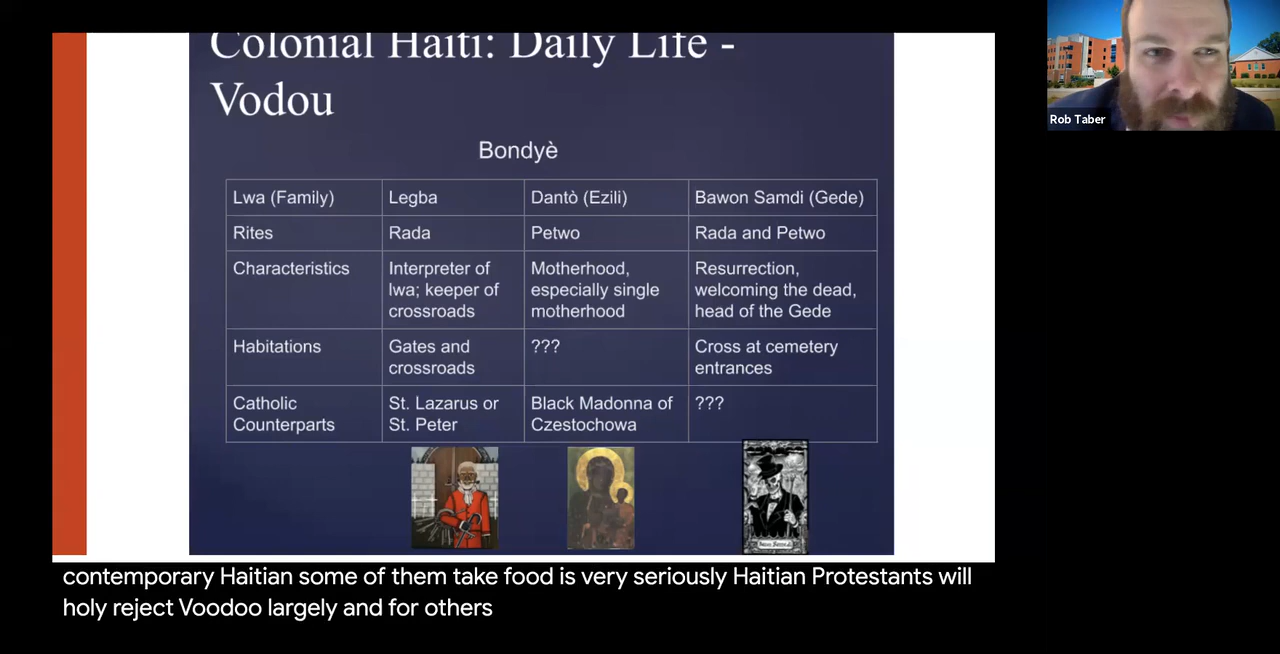 Colonial Haiti: Daily Life -
Vodou
Bondyè
Lwa (Family)
Legba
Dantò (Ezili)
Bawon Samdi (Gede)
Rites
Rada
Petwo
Rada and Petwo
Characteristics
Interpreter of
lwa; keeper of
crossroads
Motherhood,
especially single
motherhood
Resurrection,
welcoming the dead,
head of the Gede
Habitations
Gates and
crossroads
???
Cross at cemetery
entrances
Catholic
Counterparts
St. Lazarus or
St. Peter
Black Madonna of
Czestochowa
???
Rob Taber
contemporary Haitian some of them take food is very seriously Haitian Protestants will
holy reject Voodoo largely and for others